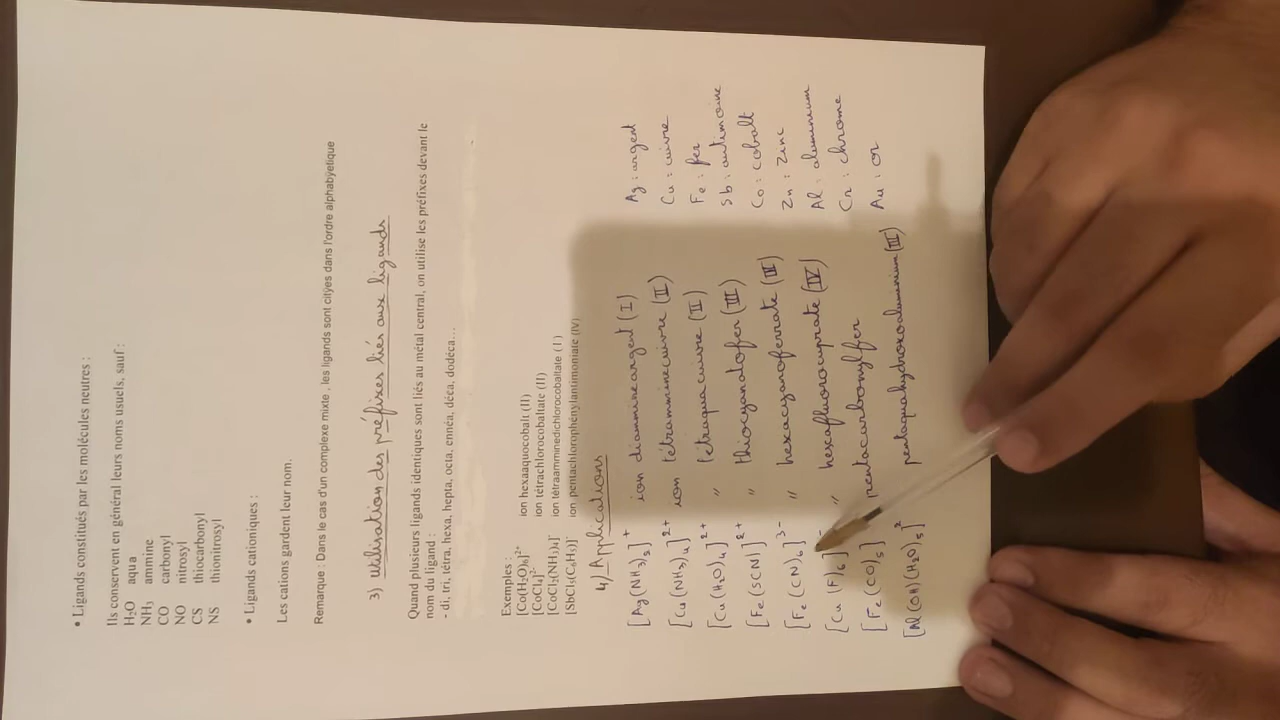 • Ligands constitués par les molécules neutres :
Ils conservent en général leurs noms usuels, sauf :
H₂O aqua
NH₃ ammine
CO carbonyl
NO nitrosyl
CS thiocarbonyl
NS thionitrosyl
• Ligands cationiques :
Les cations gardent leur nom.
Remarque : Dans le cas d'un complexe mixte , les ligands sont citÿes dans l'ordre alphabÿetique
3) utilisation des préfixes liés aux ligands
Quand plusieurs ligands identiques sont liés au métal central, on utilise les préfixes devant le
nom du ligand :
- di, tri, tétra, hexa, hepta, octa, ennéa, déca, dodéca...
Exemples :
[Co(H₂O)₆]²⁺ ion hexaaquocobalt (II)
[CoCl₄]²⁻ ion tétrachlorocobaltate (II)
[CoCl₂(NH₃)₄]⁻ ion tétraamminedichlorocobaltate ( I )
[SbCl₅(C₆H₅)]⁻ ion pentachlorophénylantimoniate (IV)
4) Applications
[Ag(NH₃)₂]⁺ ion diammineargent (I) Ag : argent
[Cu(NH₃)₄]²⁺ ion tétramminecuivre (II) Cu : cuivre
[Cu(H₂O)₄]²⁺ " tétraquacuivre (II) Fe : fer
[Fe(SCN)]²⁺ " thiocyanatofer (III) Sb : antimoine
[Fe(CN)₆]³⁻ " hexacyanoferrate (III) Co : cobalt
[Cu(F)₆] " hexafluorocuprate (IV) Zn : zinc
[Fe(CO)₅] pentacarbonylfer Al : aluminium
[Al(OH)(H₂O)₅]² pentaquahydroxoaluminium (III) Cr : chrome
Au : or